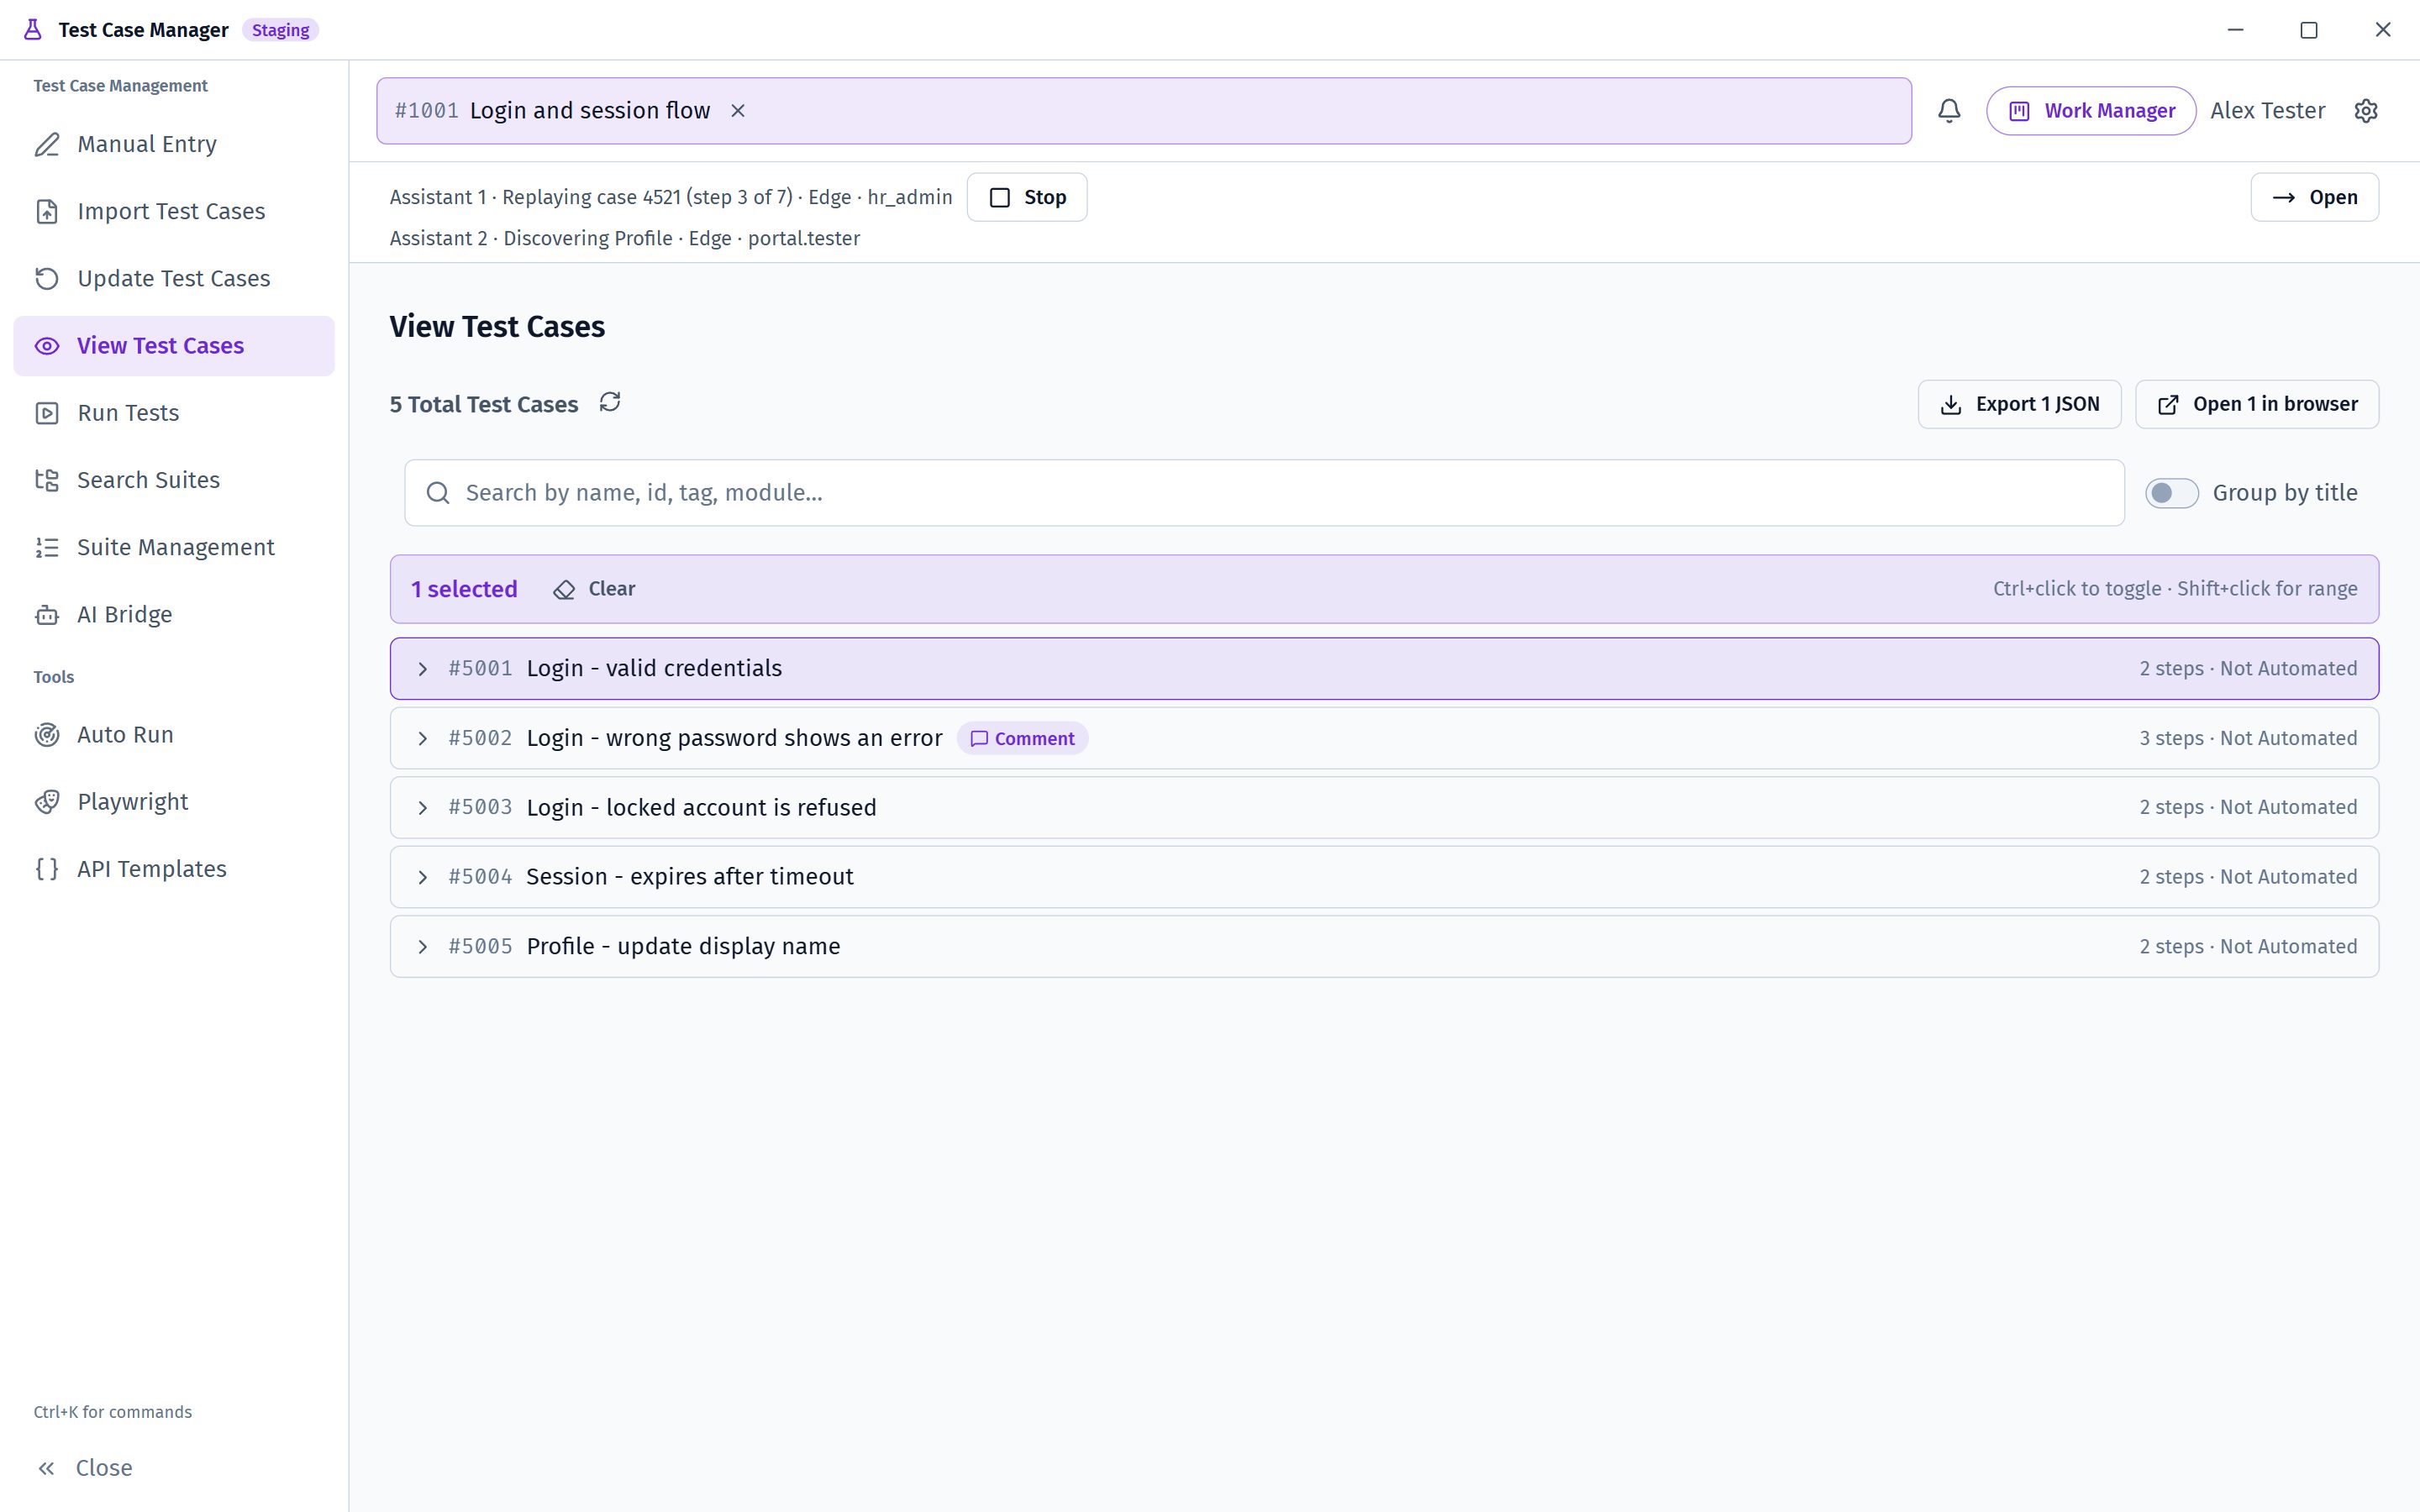 Test Case Manager Staging
Test Case Management
Manual Entry
Import Test Cases
Update Test Cases
View Test Cases
Run Tests
Search Suites
Suite Management
AI Bridge
Tools
Auto Run
Playwright
API Templates
Ctrl+K for commands
Close
#1001 Login and session flow
Work Manager Alex Tester
Assistant 1 · Replaying case 4521 (step 3 of 7) · Edge · hr_admin Stop Open
Assistant 2 · Discovering Profile · Edge · portal.tester
View Test Cases
5 Total Test Cases Export 1 JSON Open 1 in browser
Search by name, id, tag, module... Group by title
1 selected Clear Ctrl+click to toggle · Shift+click for range
#5001 Login - valid credentials 2 steps · Not Automated
#5002 Login - wrong password shows an error Comment 3 steps · Not Automated
#5003 Login - locked account is refused 2 steps · Not Automated
#5004 Session - expires after timeout 2 steps · Not Automated
#5005 Profile - update display name 2 steps · Not Automated